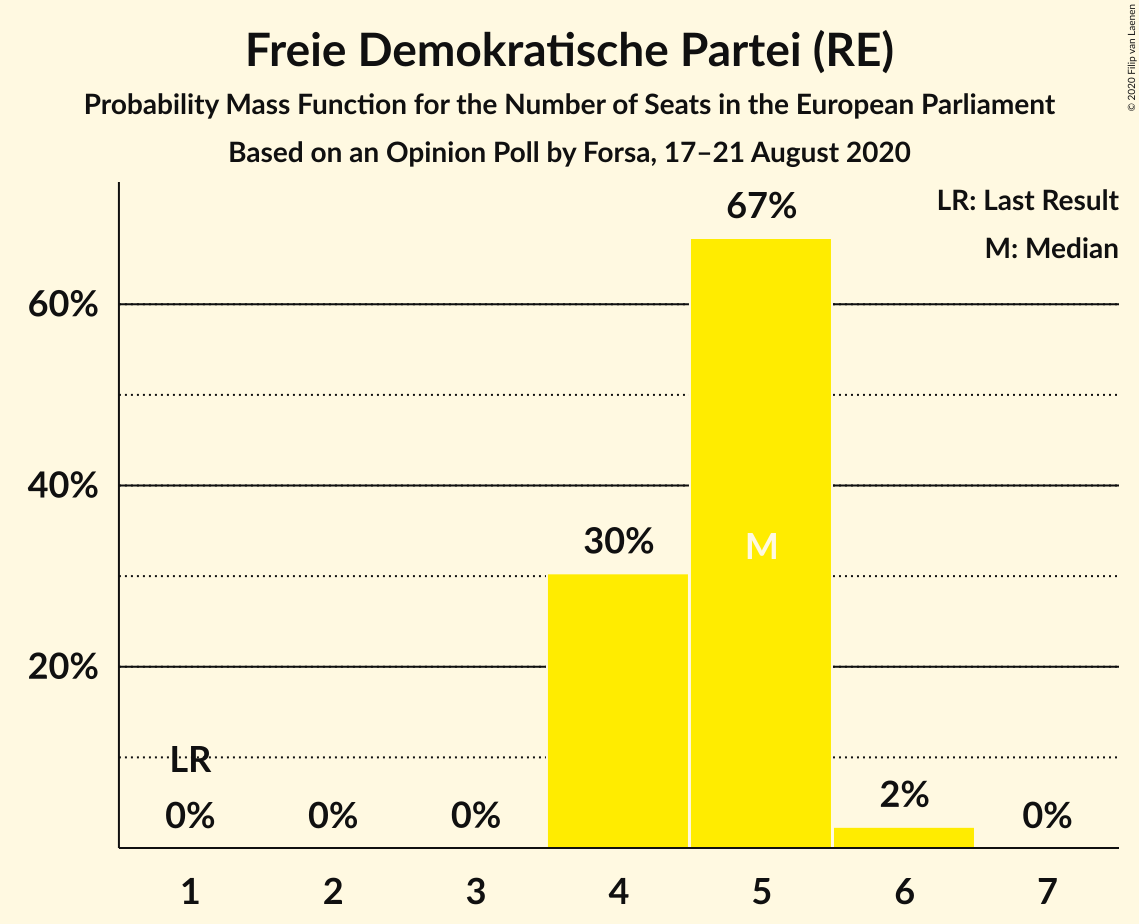 Freie Demokratische Partei (RE)
Probability Mass Function for the Number of Seats in the European Parliament
Based on an Opinion Poll by Forsa, 17–21 August 2020
© 2020 Filip van Laenen
LR: Last Result
M: Median
67%
60%
40%
30%
M
20%
LR
0%
0%
0%
2%
0%
1
2
3
4
5
6
7